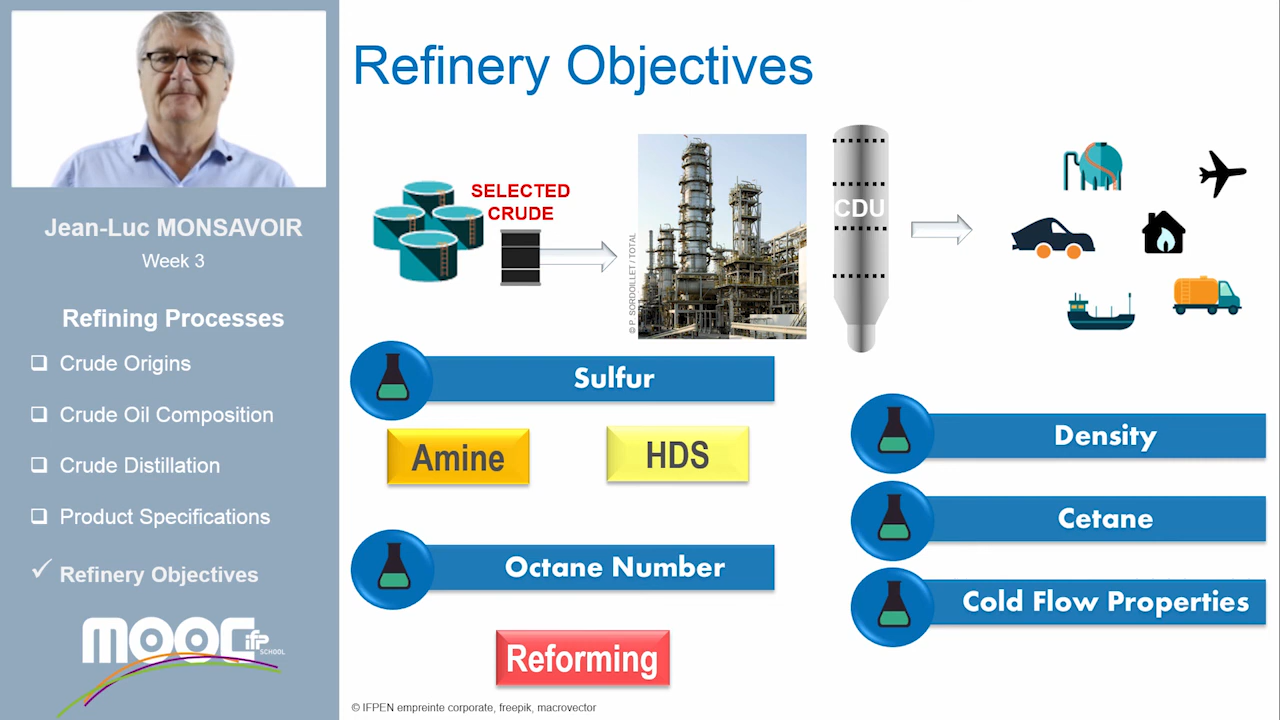 Jean-Luc MONSAVOIR
Week 3
Refining Processes
Crude Origins
Crude Oil Composition
Crude Distillation
Product Specifications
Refinery Objectives
MOOC ifp
SCHOOL
Refinery Objectives
SELECTED
CRUDE
© P. SORDOILLET / TOTAL
CDU
Sulfur
Amine
HDS
Octane Number
Reforming
Density
Cetane
Cold Flow Properties
© IFPEN empreinte corporate, freepik, macrovector